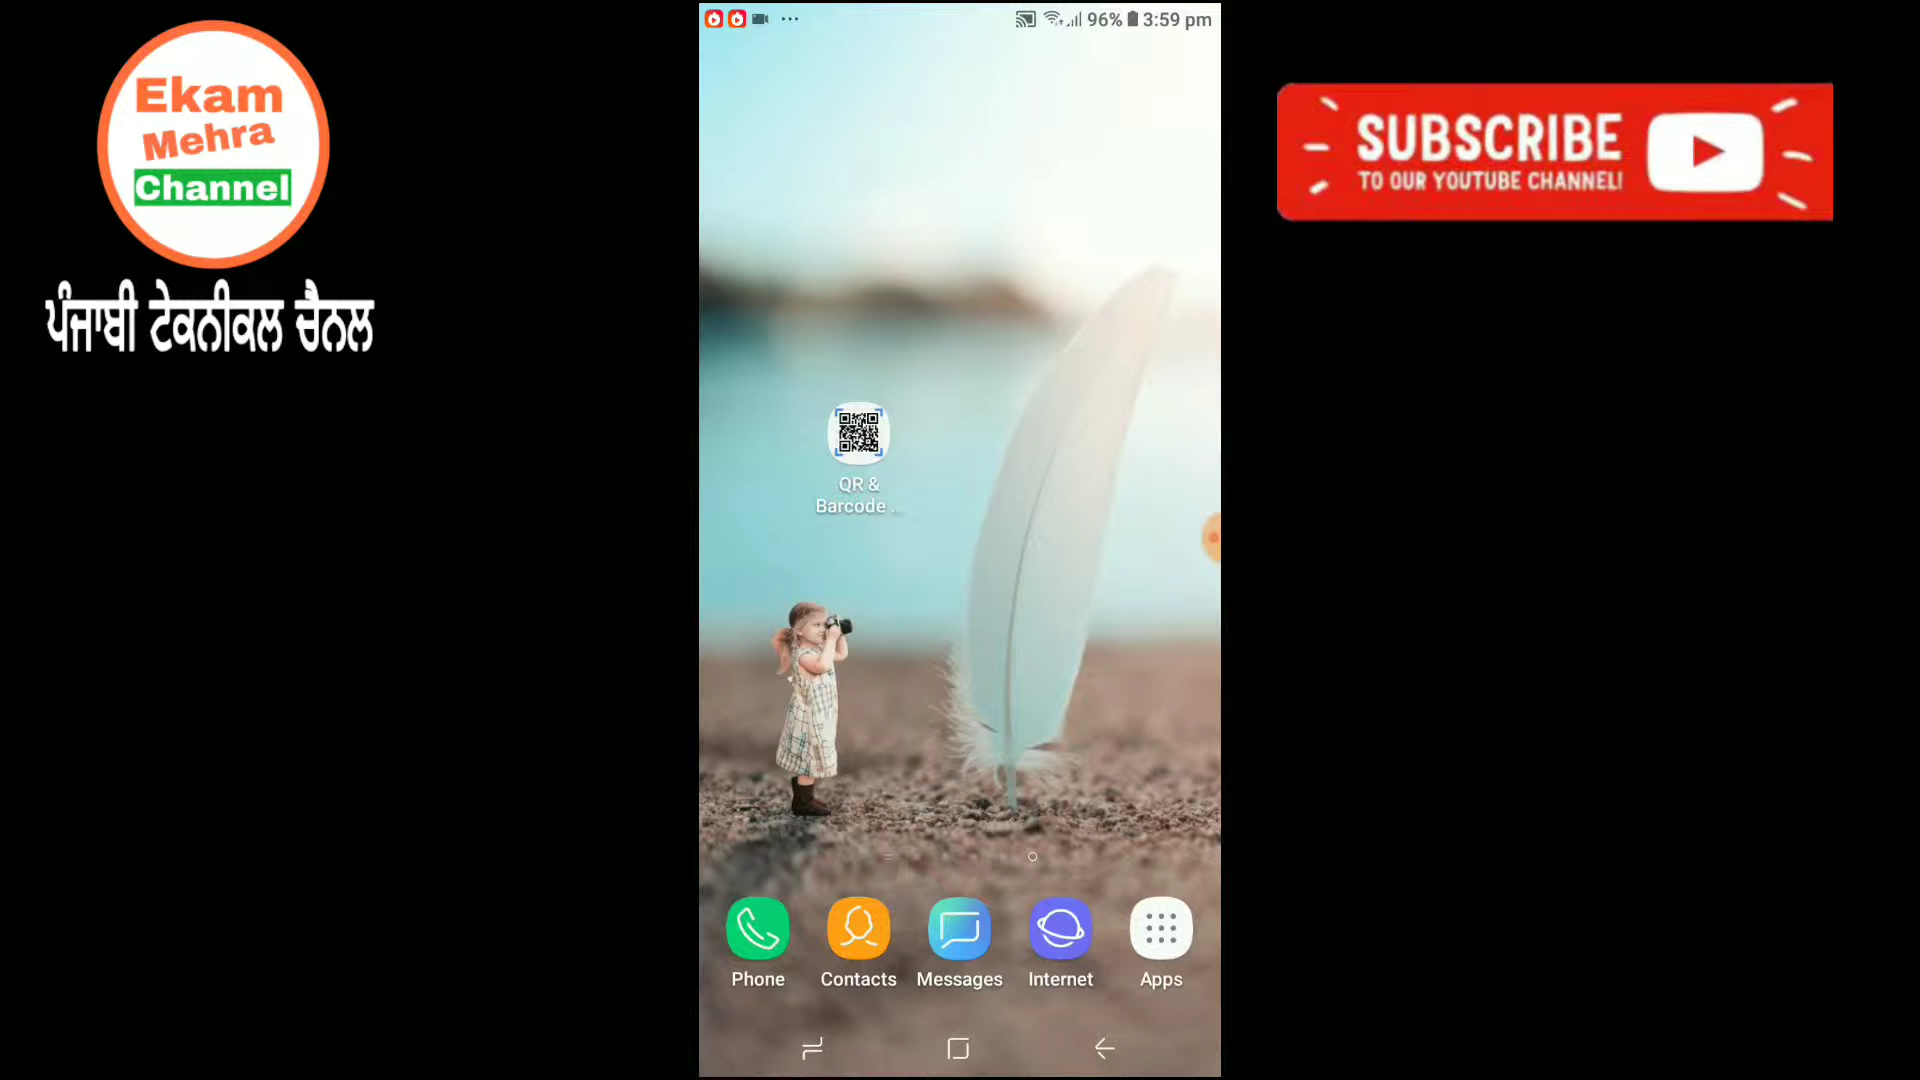 Ekam
Mehra
Channel
ਪੰਜਾਬੀ ਟੇਕਨੀਕਲ ਚੈਨਲ
96% 3:59 pm
SUBSCRIBE
TO OUR YOUTUBE CHANNEL!
QR &
Barcode .
Phone Contacts Messages Internet Apps